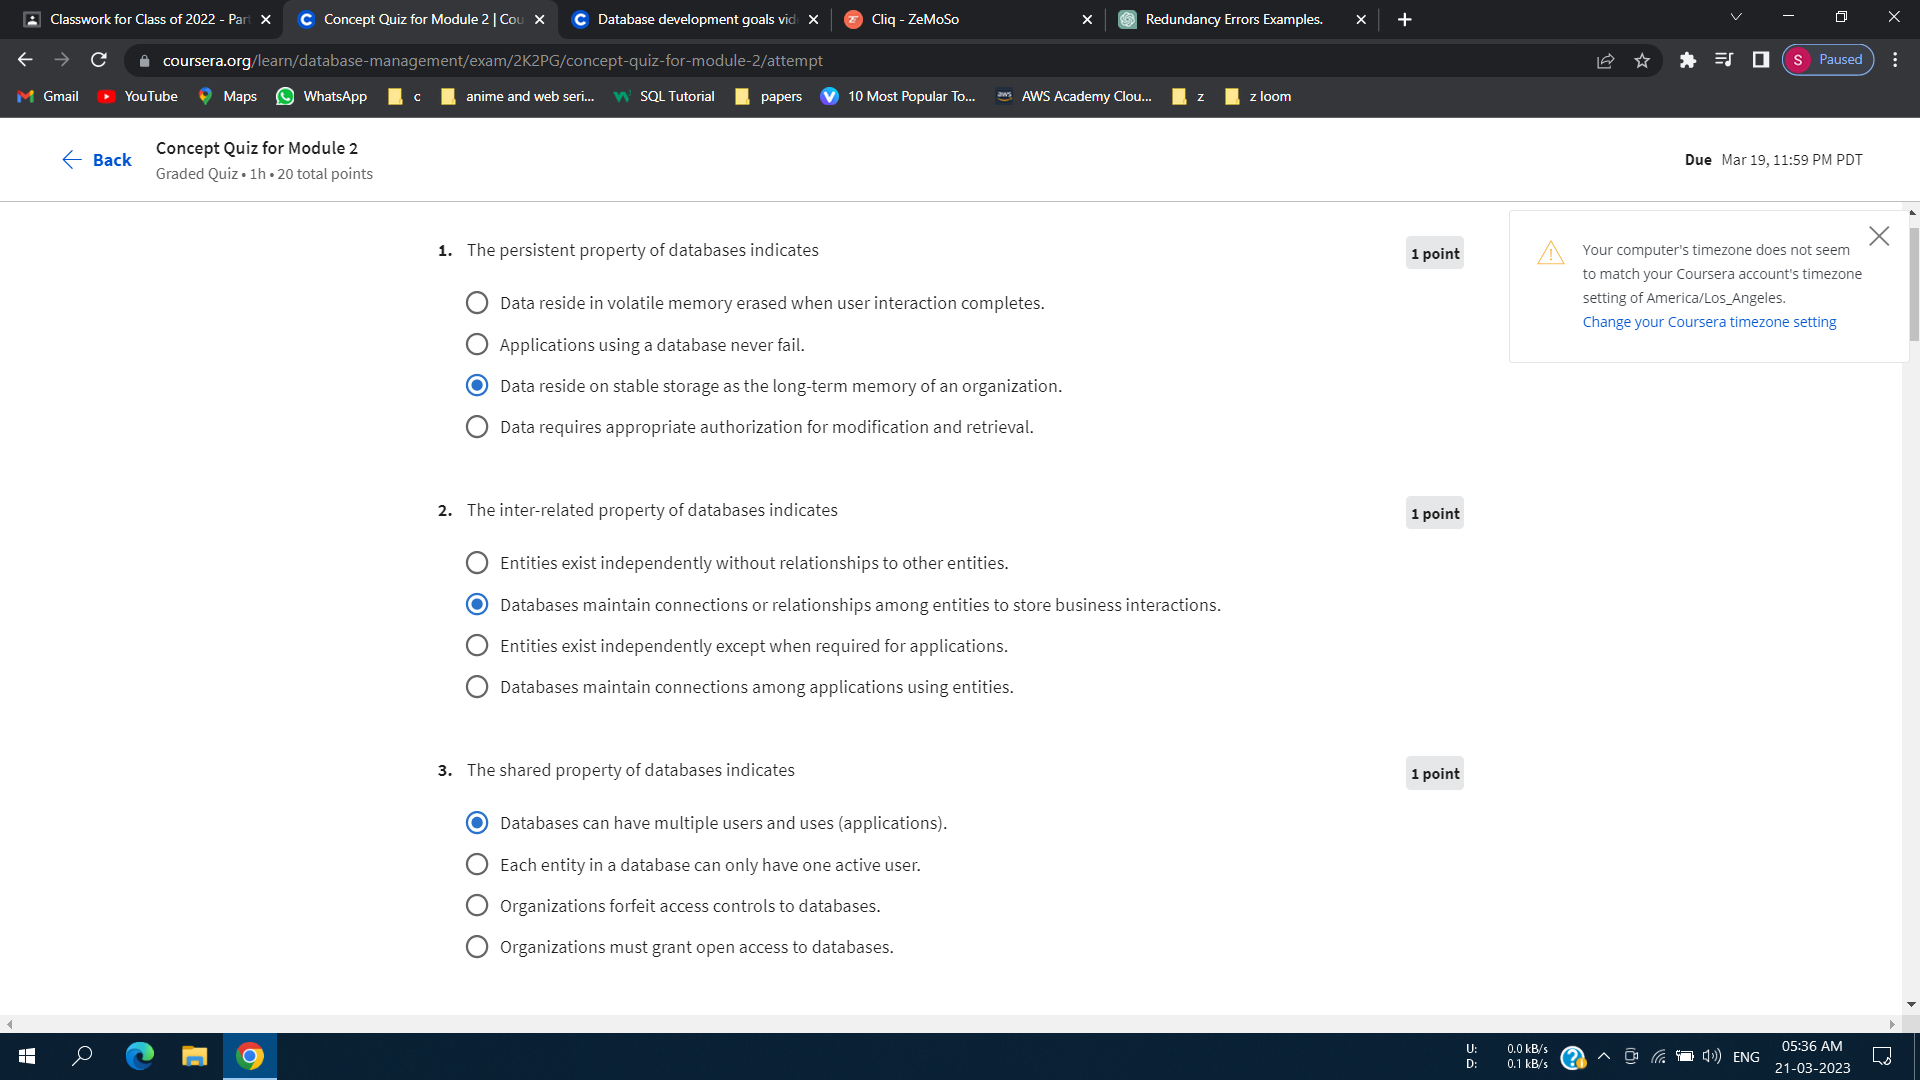 Classwork for Class of 2022 - Part
Concept Quiz for Module 2 | Cou
Database development goals vid
Cliq - ZeMoSo
Redundancy Errors Examples.
coursera.org/learn/database-management/exam/2K2PG/concept-quiz-for-module-2/attempt
S Paused
Gmail
YouTube
Maps
WhatsApp
c
anime and web seri...
SQL Tutorial
papers
10 Most Popular To...
AWS Academy Clou...
z
z loom
Back
Concept Quiz for Module 2
Graded Quiz • 1h • 20 total points
Due Mar 19, 11:59 PM PDT
Your computer's timezone does not seem
to match your Coursera account's timezone
setting of America/Los_Angeles.
Change your Coursera timezone setting
1. The persistent property of databases indicates
1 point
Data reside in volatile memory erased when user interaction completes.
Applications using a database never fail.
Data reside on stable storage as the long-term memory of an organization.
Data requires appropriate authorization for modification and retrieval.
2. The inter-related property of databases indicates
1 point
Entities exist independently without relationships to other entities.
Databases maintain connections or relationships among entities to store business interactions.
Entities exist independently except when required for applications.
Databases maintain connections among applications using entities.
3. The shared property of databases indicates
1 point
Databases can have multiple users and uses (applications).
Each entity in a database can only have one active user.
Organizations forfeit access controls to databases.
Organizations must grant open access to databases.
U: 0.0 kB/s
D: 0.1 kB/s
ENG
05:36 AM
21-03-2023